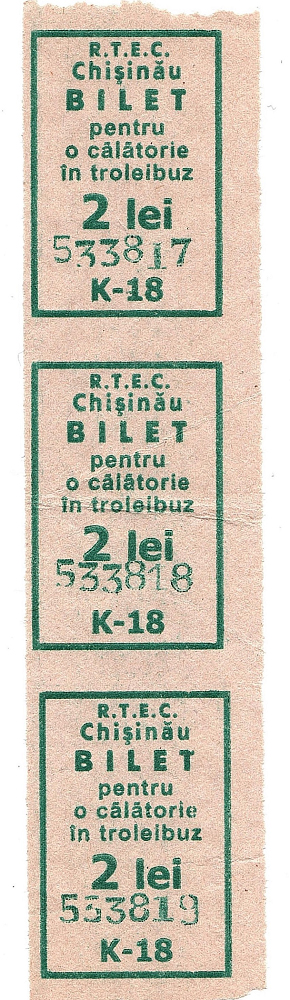 R.T.E.C.
Chişinău
BILET
pentru
o călătorie
în troleibuz
2 lei
533817
K-18
R.T.E.C.
Chişinău
BILET
pentru
o călătorie
în troleibuz
2 lei
533818
K-18
R.T.E.C.
Chişinău
BILET
pentru
o călătorie
în troleibuz
2 lei
533819
K-18